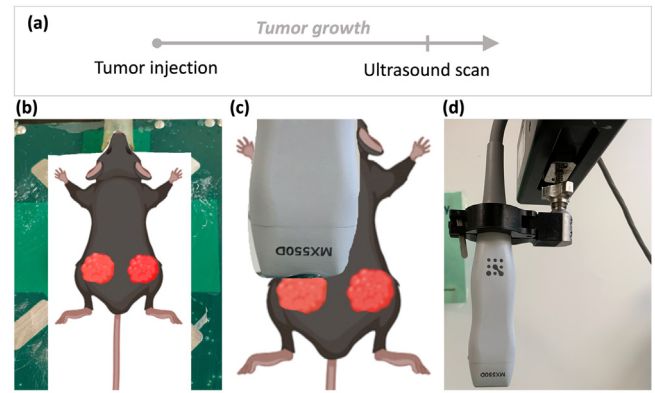 (a)
Tumor growth
Tumor injection
Ultrasound scan
(b)
(c)
(d)
MX550D
MX550D